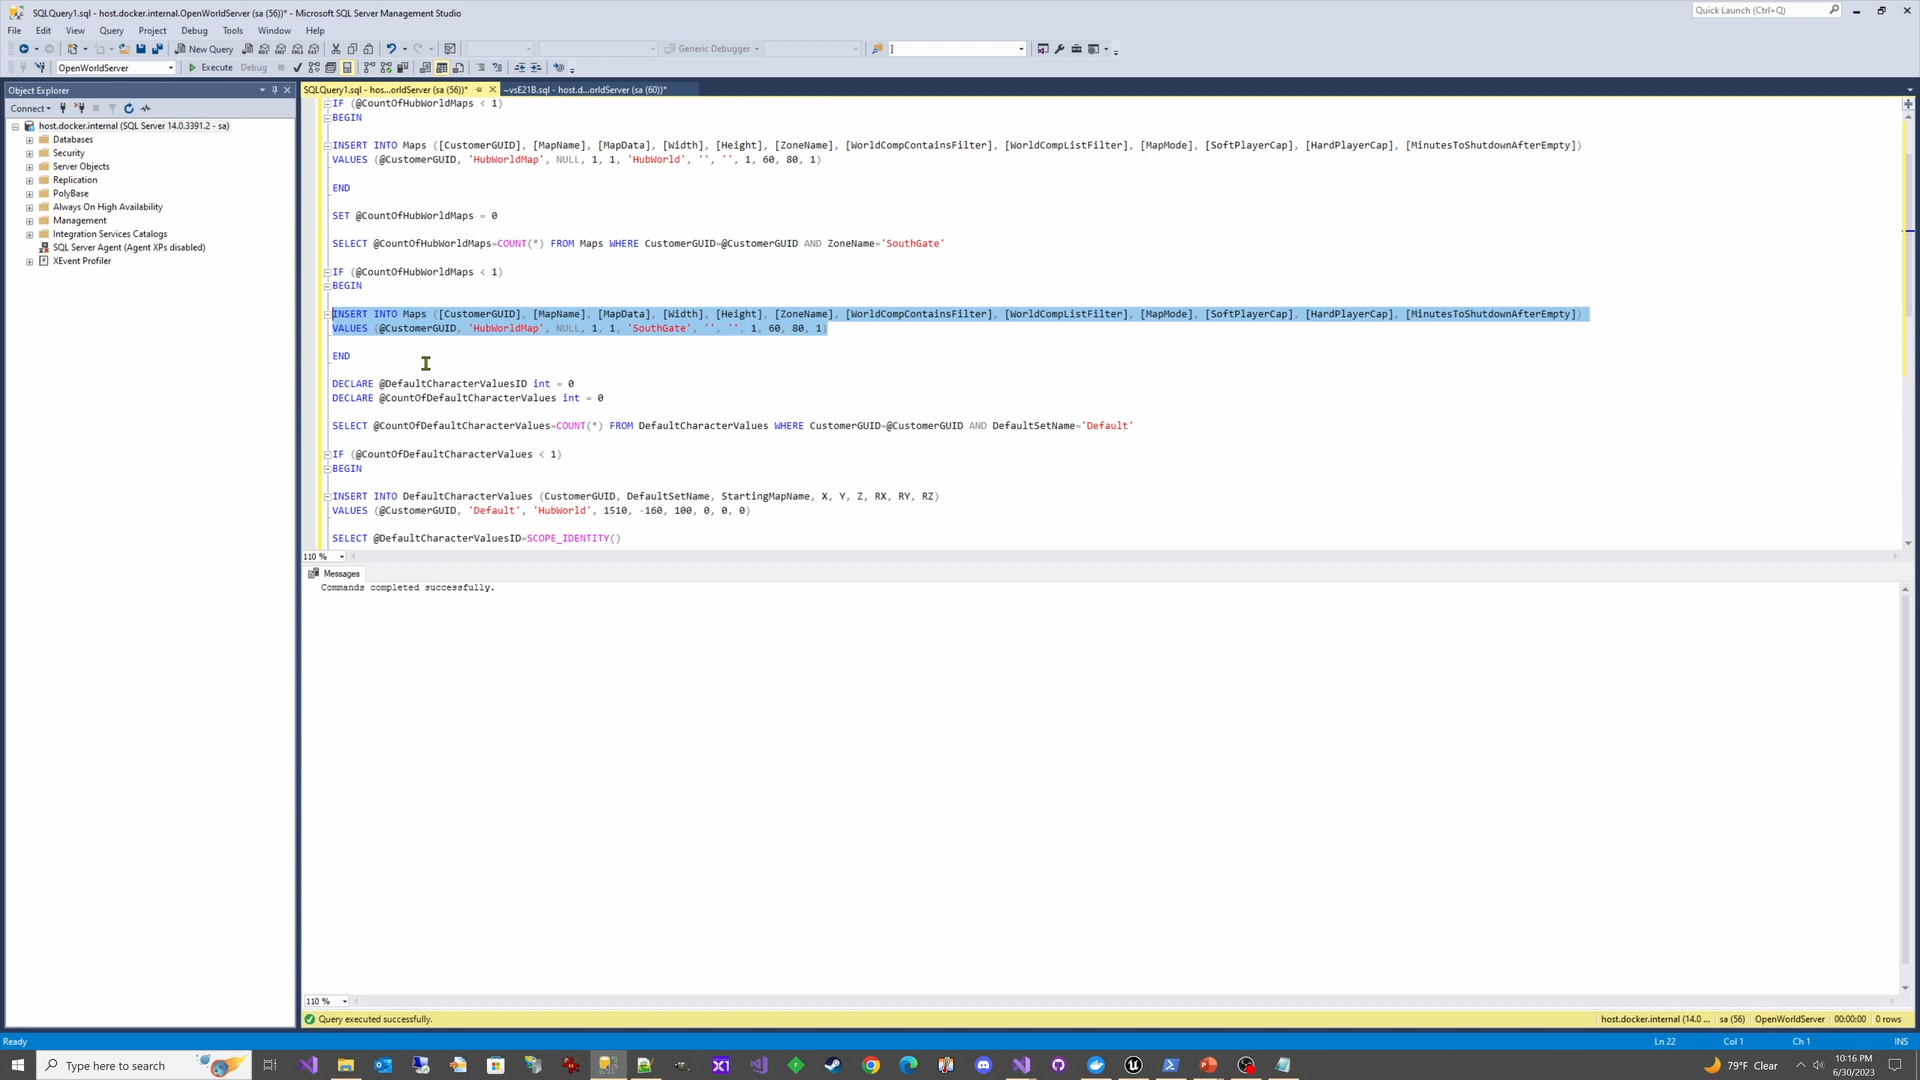 SQLQuery1.sql - host.docker.internal.OpenWorldServer (sa (56))* - Microsoft SQL Server Management Studio
Quick Launch (Ctrl+Q)
File Edit View Query Project Debug Tools Window Help
New Query
Generic Debugger
OpenWorldServer
Execute Debug
Object Explorer
Connect
host.docker.internal (SQL Server 14.0.3391.2 - sa)
Databases
Security
Server Objects
Replication
PolyBase
Always On High Availability
Management
Integration Services Catalogs
SQL Server Agent (Agent XPs disabled)
XEvent Profiler
SQLQuery1.sql - hos...orldServer (sa (56))*
~vsE21B.sql - host.d...orldServer (sa (60))*
IF (@CountOfHubWorldMaps < 1)
BEGIN
INSERT INTO Maps ([CustomerGUID], [MapName], [MapData], [Width], [Height], [ZoneName], [WorldCompContainsFilter], [WorldCompListFilter], [MapMode], [SoftPlayerCap], [HardPlayerCap], [MinutesToShutdownAfterEmpty])
VALUES (@CustomerGUID, 'HubWorldMap', NULL, 1, 1, 'HubWorld', '', '', 1, 60, 80, 1)
END
SET @CountOfHubWorldMaps = 0
SELECT @CountOfHubWorldMaps=COUNT(*) FROM Maps WHERE CustomerGUID=@CustomerGUID AND ZoneName='SouthGate'
IF (@CountOfHubWorldMaps < 1)
BEGIN
INSERT INTO Maps ([CustomerGUID], [MapName], [MapData], [Width], [Height], [ZoneName], [WorldCompContainsFilter], [WorldCompListFilter], [MapMode], [SoftPlayerCap], [HardPlayerCap], [MinutesToShutdownAfterEmpty])
VALUES (@CustomerGUID, 'HubWorldMap', NULL, 1, 1, 'SouthGate', '', '', 1, 60, 80, 1)
END
DECLARE @DefaultCharacterValuesID int = 0
DECLARE @CountOfDefaultCharacterValues int = 0
SELECT @CountOfDefaultCharacterValues=COUNT(*) FROM DefaultCharacterValues WHERE CustomerGUID=@CustomerGUID AND DefaultSetName='Default'
IF (@CountOfDefaultCharacterValues < 1)
BEGIN
INSERT INTO DefaultCharacterValues (CustomerGUID, DefaultSetName, StartingMapName, X, Y, Z, RX, RY, RZ)
VALUES (@CustomerGUID, 'Default', 'HubWorld', 1510, -160, 100, 0, 0, 0)
SELECT @DefaultCharacterValuesID=SCOPE_IDENTITY()
110 %
Messages
Commands completed successfully.
110 %
Query executed successfully.
host.docker.internal (14.0 ... sa (56) OpenWorldServer 00:00:00 0 rows
Ready
Ln 22 Col 1 Ch 1 INS
Type here to search
79°F Clear
10:16 PM
6/30/2023